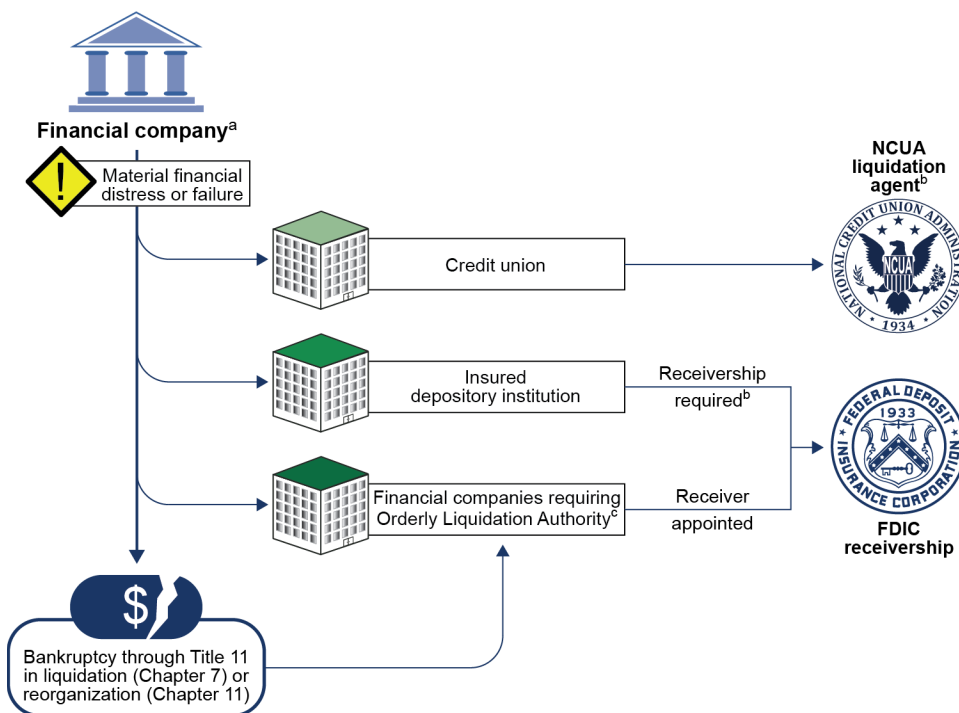 Financial companyᵃ
!
Material financial
distress or failure
NCUA
liquidation
agentᵇ
NATIONAL CREDIT UNION ADMINISTRATION
NCUA
1934
Credit union
Insured
depository institution
Receivership
requiredᵇ
Financial companies requiring
Orderly Liquidation Authorityᶜ
Receiver
appointed
FEDERAL DEPOSIT
INSURANCE CORPORATION
1933
FDIC
receivership
$
Bankruptcy through Title 11
in liquidation (Chapter 7) or
reorganization (Chapter 11)